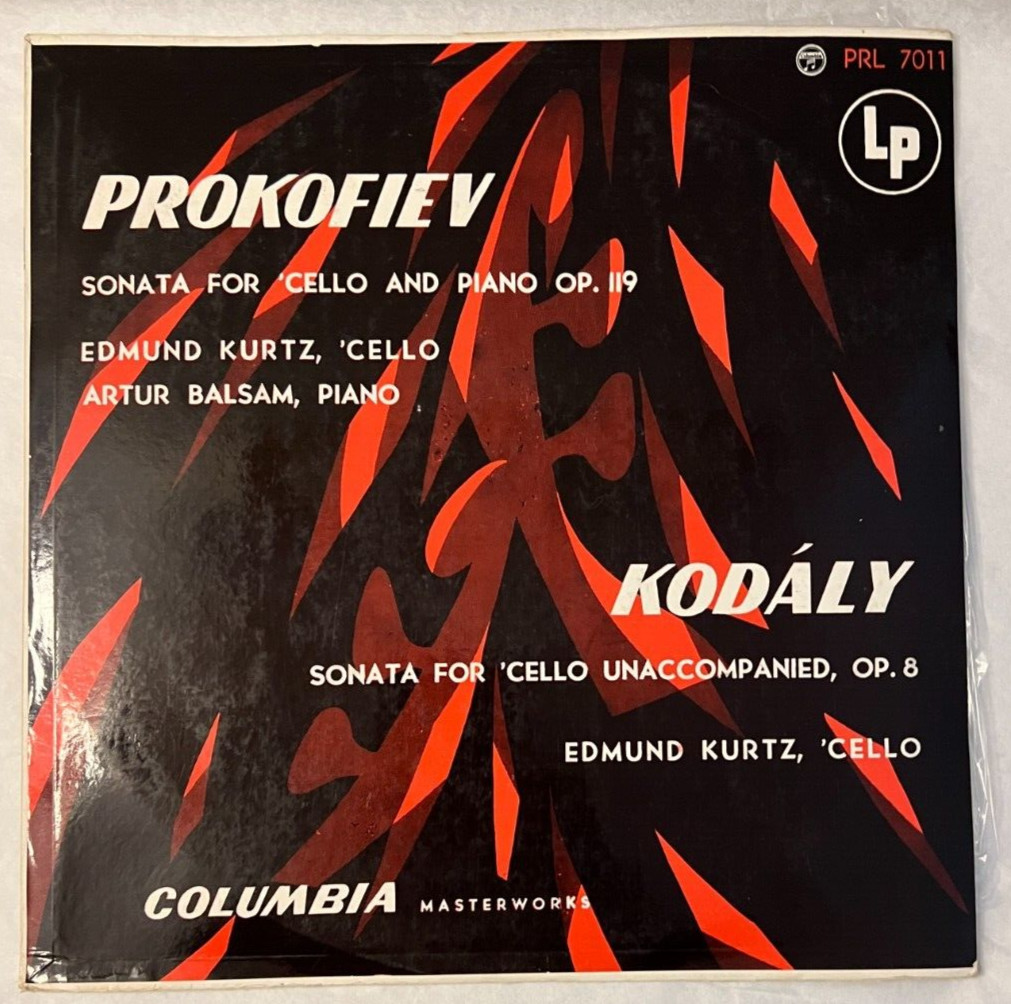 PRL 7011
LP
PROKOFIEV
SONATA FOR 'CELLO AND PIANO OP. 119
EDMUND KURTZ, 'CELLO
ARTUR BALSAM, PIANO
KODÁLY
SONATA FOR 'CELLO UNACCOMPANIED, OP. 8
EDMUND KURTZ, 'CELLO
COLUMBIA MASTERWORKS